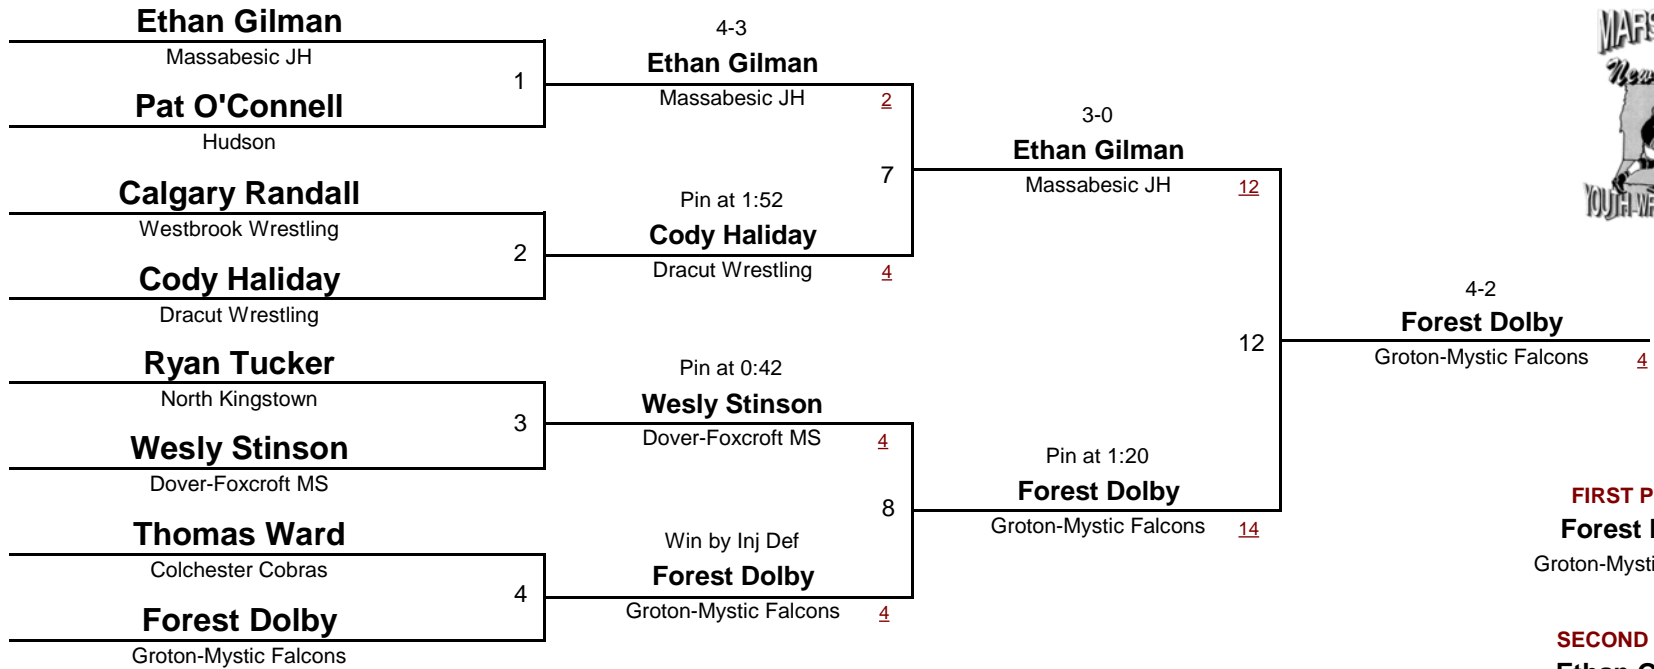 Ethan Gilman
Massabesic JH
1
Pat O'Connell
Hudson
Calgary Randall
Westbrook Wrestling
2
Cody Haliday
Dracut Wrestling
Ryan Tucker
North Kingstown
3
Wesly Stinson
Dover-Foxcroft MS
Thomas Ward
Colchester Cobras
4
Forest Dolby
Groton-Mystic Falcons
4-3
Ethan Gilman
Massabesic JH 2
7
Pin at 1:52
Cody Haliday
Dracut Wrestling 4
Pin at 0:42
Wesly Stinson
Dover-Foxcroft MS 4
8
Win by Inj Def
Forest Dolby
Groton-Mystic Falcons 4
3-0
Ethan Gilman
Massabesic JH 12
12
Pin at 1:20
Forest Dolby
Groton-Mystic Falcons 14
4-2
Forest Dolby
Groton-Mystic Falcons 4
YOUTH
FIRST
Forest
SECOND
Ethan